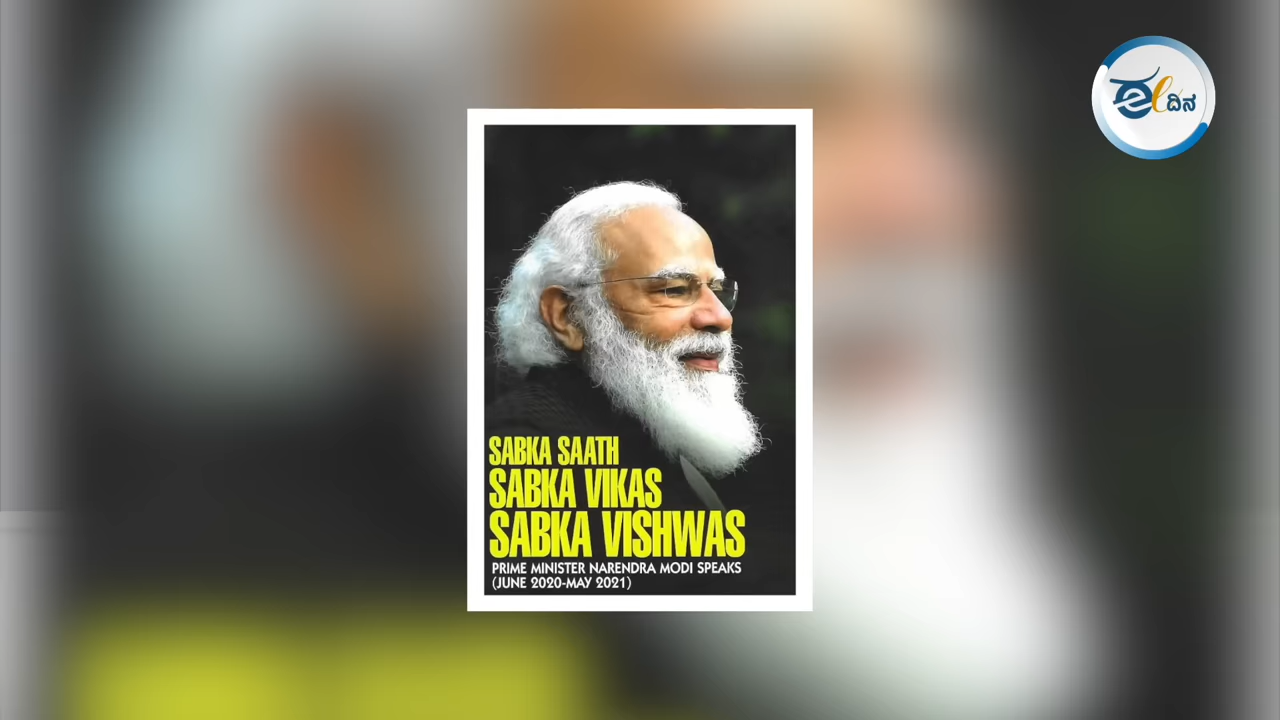 ಈ
ದಿನ
SABKA SAATH
SABKA VIKAS
SABKA VISHWAS
PRIME MINISTER NARENDRA MODI SPEAKS
(JUNE 2020-MAY 2021)